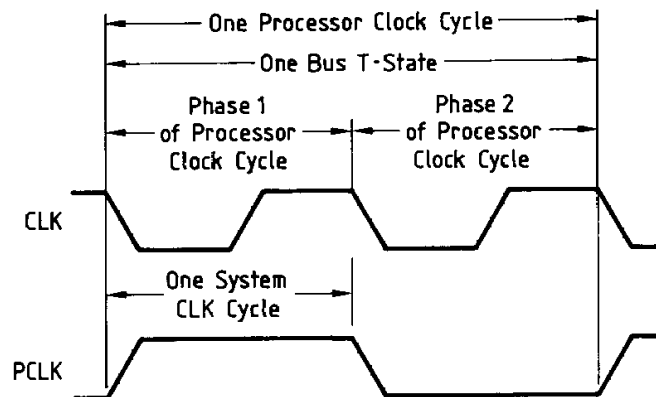 One Processor Clock Cycle
One Bus T-State
Phase 1
of Processor
Clock Cycle
Phase 2
of Processor
Clock Cycle
CLK
One System
CLK Cycle
PCLK